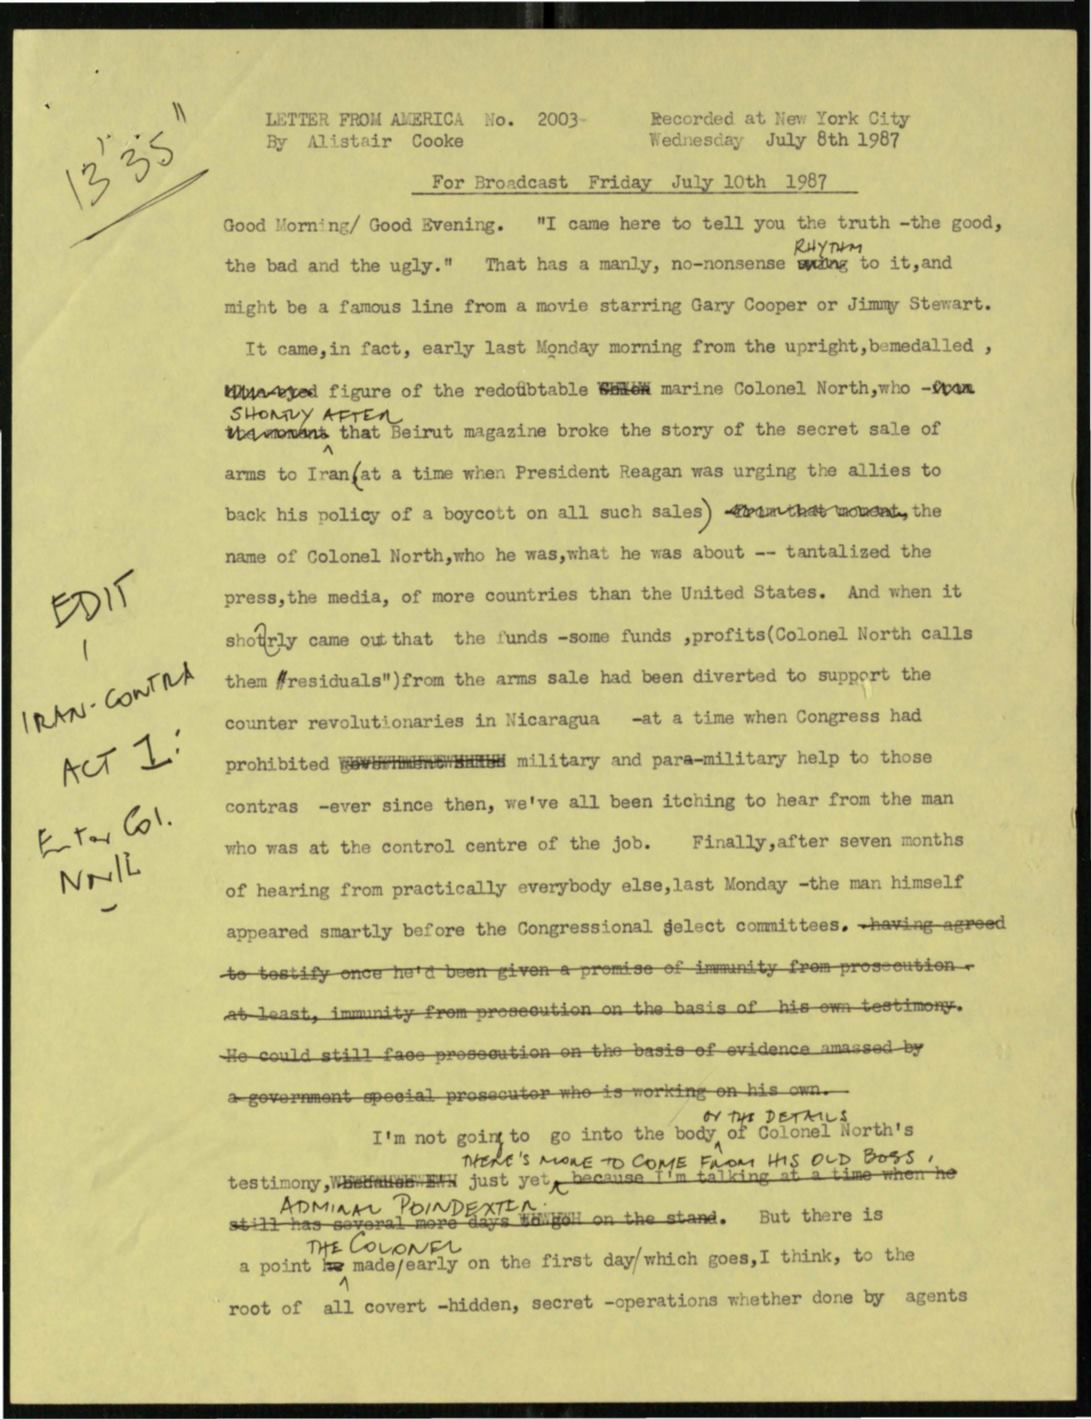 13' 35"
LETTER FROM AMERICA No. 2003-
Recorded at New York City
By Alistair Cooke
Wednesday July 8th 1987
For Broadcast Friday July 10th 1987
Good Morning/ Good Evening. "I came here to tell you the truth -the good,
RHYTHM
the bad and the ugly." That has a manly, no-nonsense swing to it,and
might be a famous line from a movie starring Gary Cooper or Jimmy Stewart.
It came,in fact, early last Monday morning from the upright,bemedalled ,
figure of the redoubtable marine Colonel North,who -from
SHORTLY AFTER
the moment that Beirut magazine broke the story of the secret sale of
arms to Iran(at a time when President Reagan was urging the allies to
back his policy of a boycott on all such sales) -from that moment, the
name of Colonel North,who he was,what he was about -- tantalized the
press,the media, of more countries than the United States. And when it
shotrly came out that the funds -some funds ,profits(Colonel North calls
them "residuals")from the arms sale had been diverted to support the
counter revolutionaries in Nicaragua -at a time when Congress had
prohibited military and para-military help to those
contras -ever since then, we've all been itching to hear from the man
who was at the control centre of the job. Finally,after seven months
of hearing from practically everybody else,last Monday -the man himself
appeared smartly before the Congressional select committees. -having agreed
to testify once he'd been given a promise of immunity from prosecution -
at least, immunity from prosecution on the basis of his own testimony.
He could still face prosecution on the basis of evidence amassed by
a government special prosecutor who is working on his own.
OR THE DETAILS
I'm not going to go into the body of Colonel North's
THERE'S MORE TO COME FROM HIS OLD BOSS,
testimony, just yet, because I'm talking at a time when he
ADMIRAL POINDEXTER.
still has several more days to go on the stand. But there is
THE COLONEL
a point he made/early on the first day/which goes,I think, to the
root of all covert -hidden, secret -operations whether done by agents
EDIT
-
IRAN-CONTRA
ACT I:
Enter Col.
North